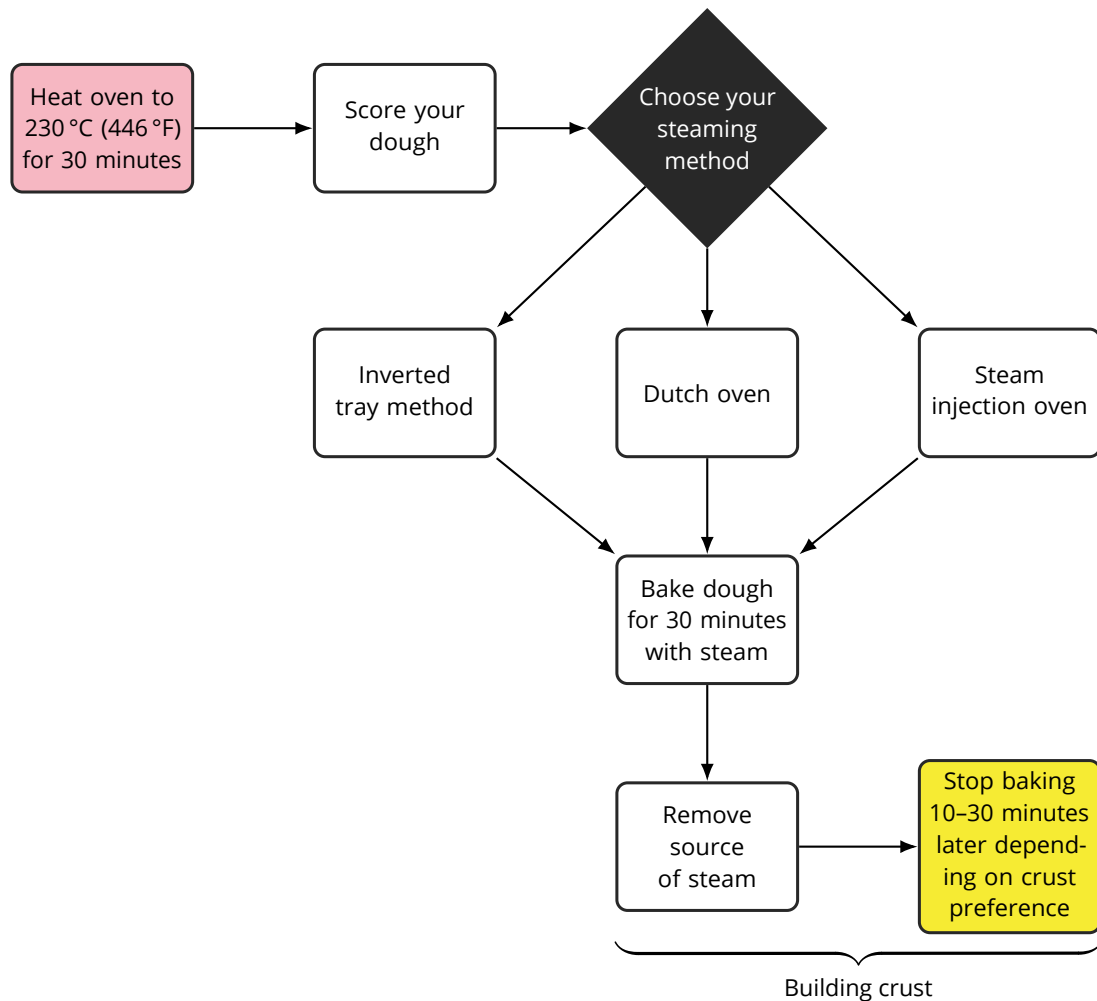 Heat oven to
230 °C (446 °F)
for 30 minutes
Score your
dough
Choose your
steaming
method
Inverted
tray method
Dutch oven
Steam
injection oven
Bake dough
for 30 minutes
with steam
Remove
source
of steam
Stop baking
10–30 minutes
later depend-
ing on crust
preference
Building crust